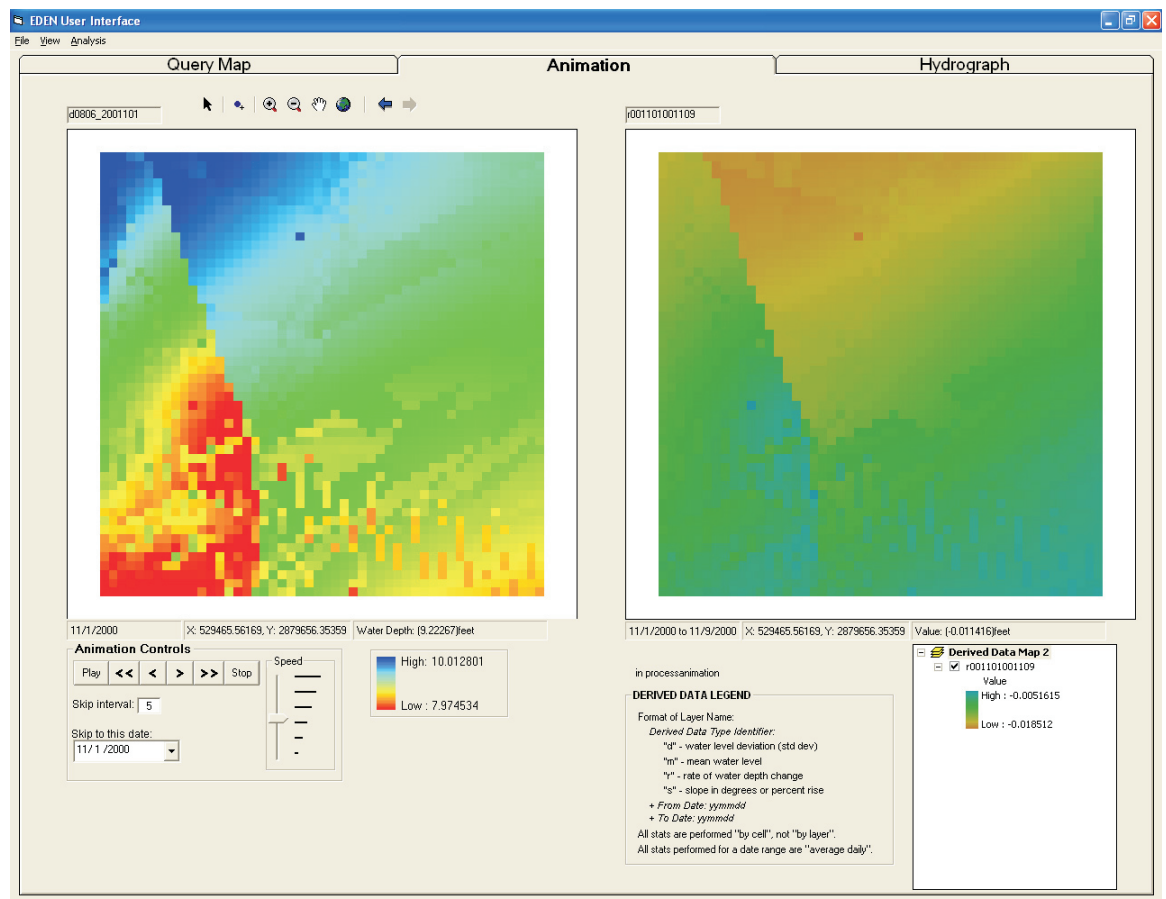 EDEN User Interface
File View Analysis
Query Map
Animation
Hydrograph
d0806_2001101
r001101001109
11/1/2000
X: 529465.56169, Y: 2879656.35359
Water Depth: (9.22267)feet
11/1/2000 to 11/9/2000
X: 529465.56169, Y: 2879656.35359
Value: (-0.011416)feet
Animation Controls
Play << < > >> Stop
Speed
Skip interval: 5
Skip to this date:
11/ 1 /2000
High: 10.012801
Low : 7.974534
in processanimation
DERIVED DATA LEGEND
Format of Layer Name:
Derived Data Type Identifier:
"d" - water level deviation (std dev)
"m" - mean water level
"r" - rate of water depth change
"s" - slope in degrees or percent rise
+ From Date: yymmdd
+ To Date: yymmdd
All stats are performed "by cell", not "by layer".
All stats performed for a date range are "average daily".
Derived Data Map 2
r001101001109
Value
High : -0.0051615
Low : -0.018512